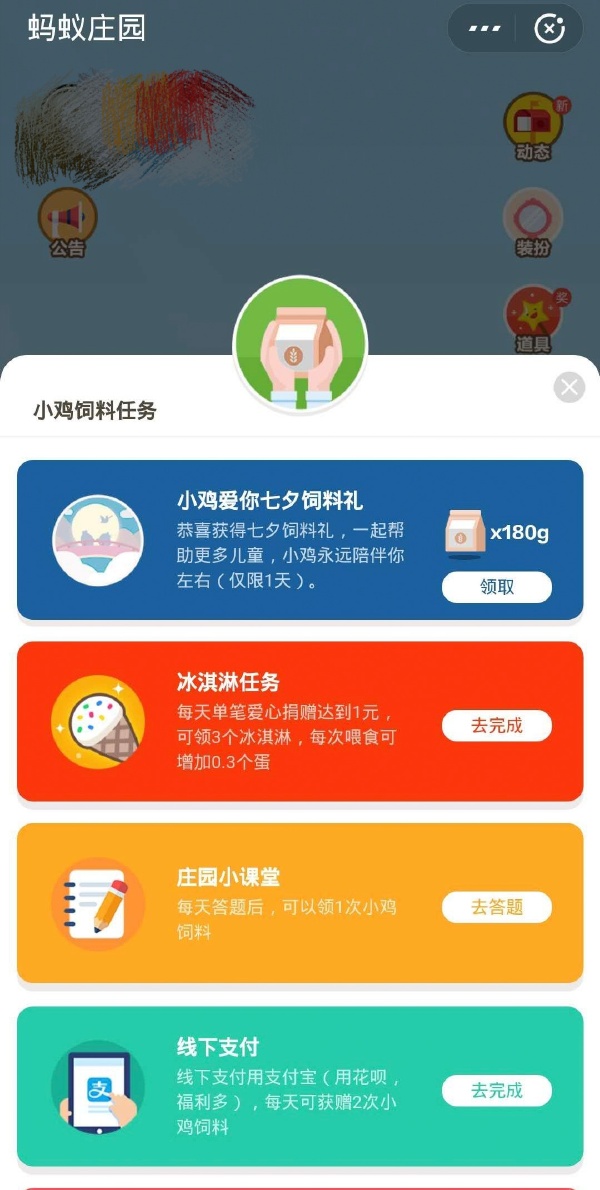 蚂蚁庄园
新
动态
公告
装扮
奖
道具
小鸡饲料任务
小鸡爱你七夕饲料礼
恭喜获得七夕饲料礼，一起帮
助更多儿童，小鸡永远陪伴你
左右（仅限1天）。
x180g
领取
冰淇淋任务
每天单笔爱心捐赠达到1元，
可领3个冰淇淋，每次喂食可
增加0.3个蛋
去完成
庄园小课堂
每天答题后，可以领1次小鸡
饲料
去答题
线下支付
线下支付用支付宝（用花呗，
福利多），每天可获赠2次小
鸡饲料
去完成
支